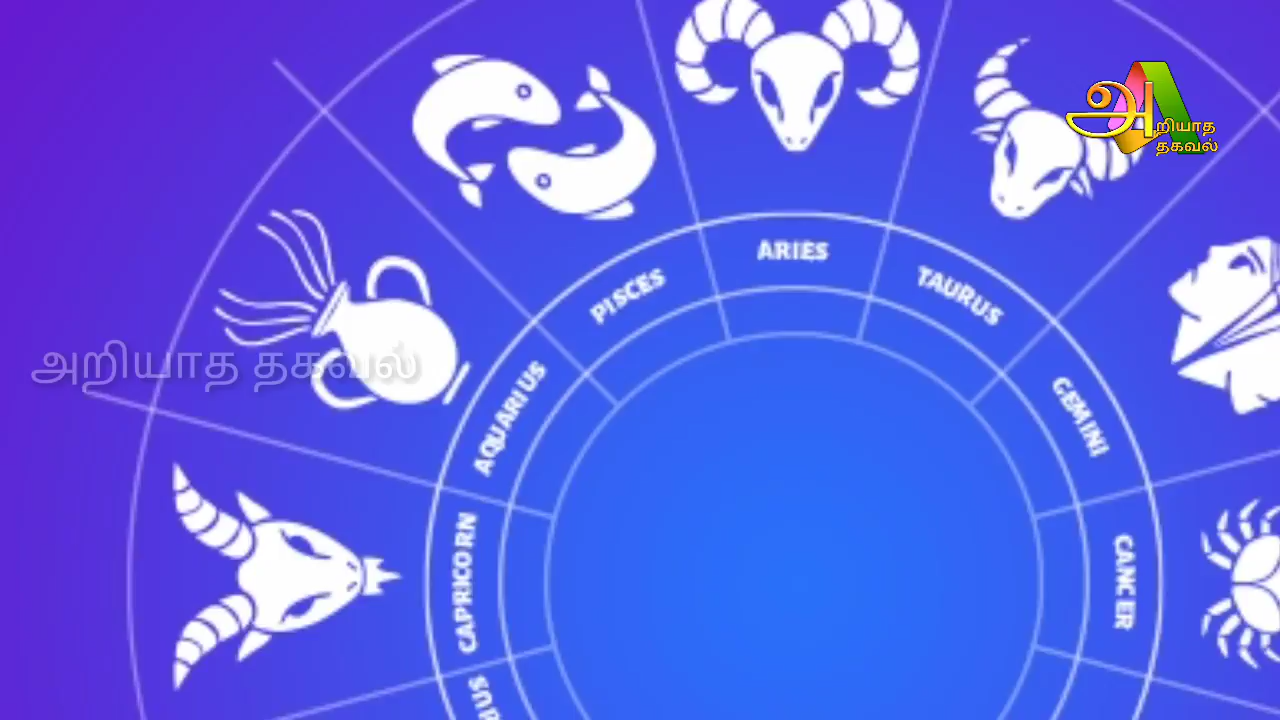 அறியாத
தகவல்
ARIES
TAURUS
PISCES
GEMINI
AQUARIUS
அறியாத தகவல்
CAPRICORN
CANCER